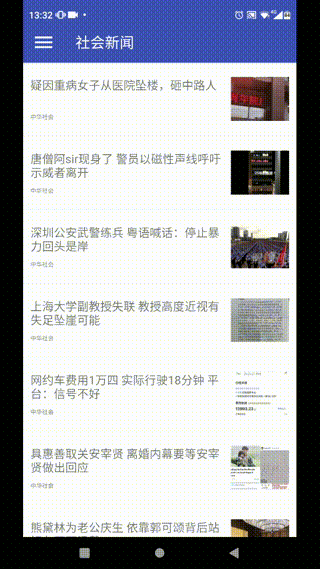 13:32
社会新闻
疑因重病女子从医院坠楼，砸中路人
中华社会
唐僧阿sir现身了 警员以磁性声线呼吁
示威者离开
中华社会
深圳公安武警练兵 粤语喊话：停止暴
力回头是岸
中华社会
上海大学副教授失联 教授高度近视有
失足坠崖可能
中华社会
网约车费用1万四 实际行驶18分钟 平
台：信号不好
中华社会
具惠善取关安宰贤 离婚内幕要等安宰
贤做出回应
中华社会
熊黛林为老公庆生 依靠郭可颂背后站